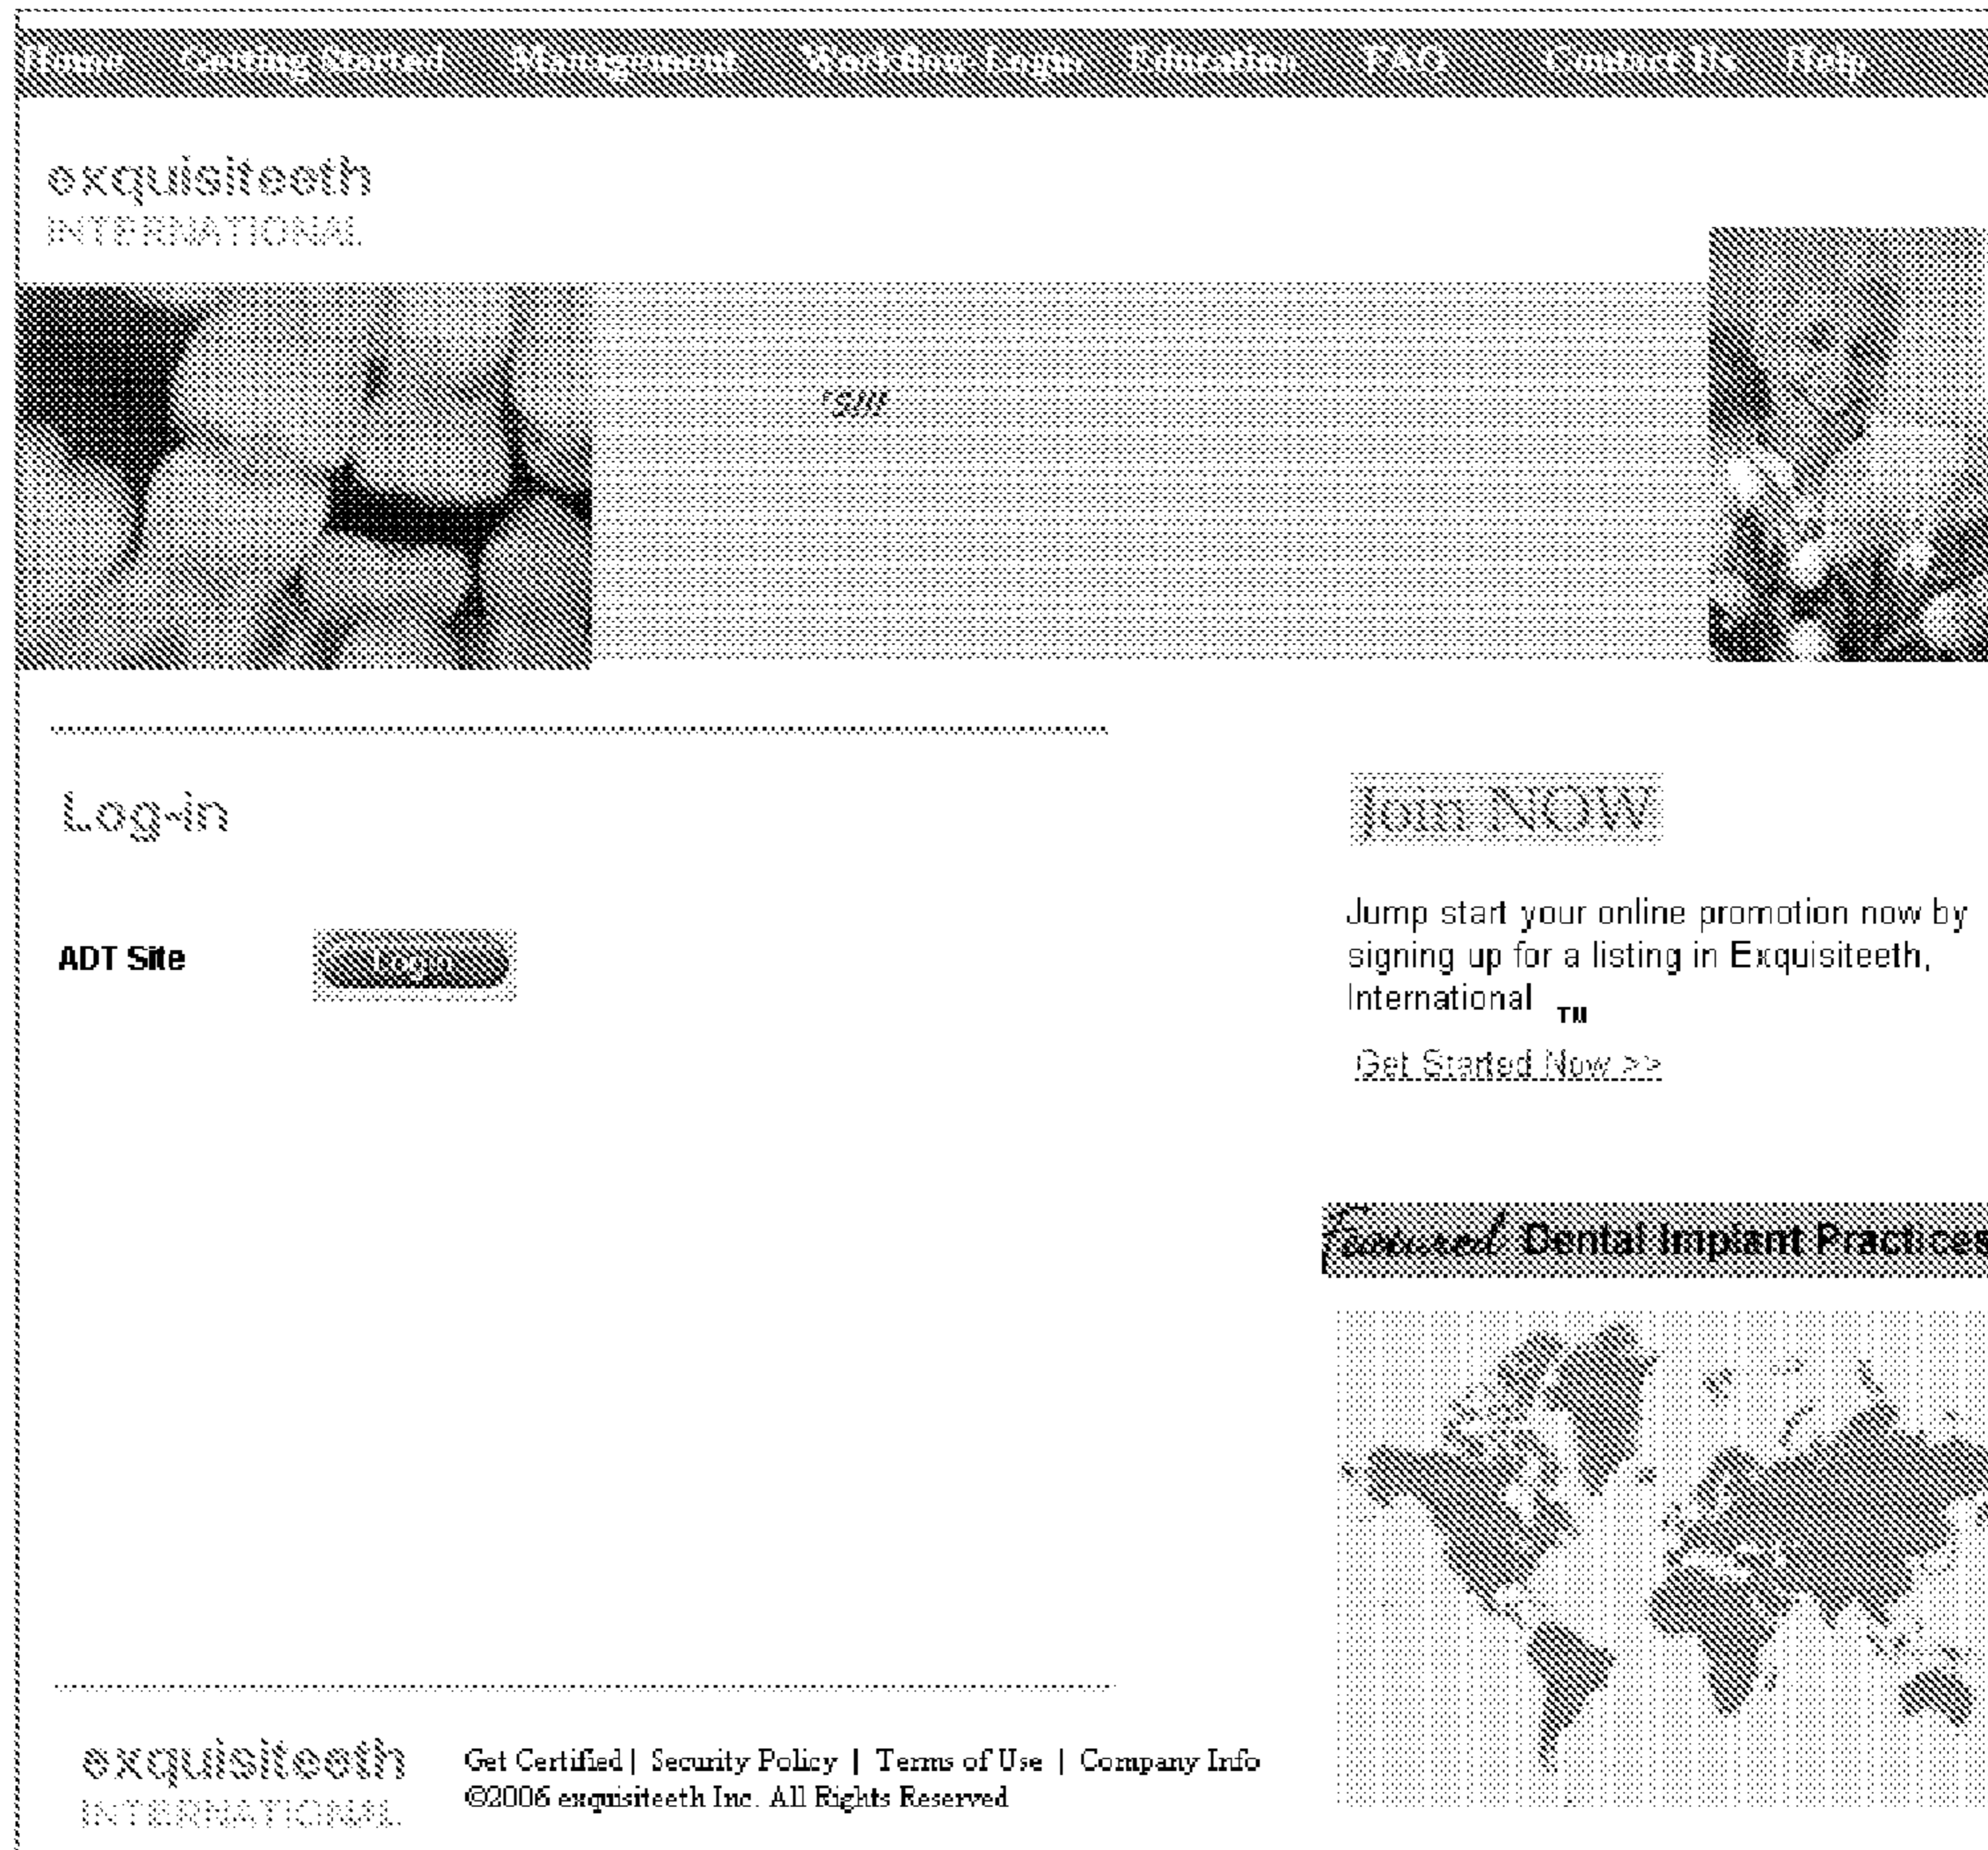 Home Getting Started Management Workflow-Login Education FAQ Contact Us Help
exquisiteeth
INTERNATIONAL
Log-in
ADT Site Login
Join NOW
Jump start your online promotion now by
signing up for a listing in Exquisiteeth,
International TM
Get Started Now >>
featured Dental Implant Practices
exquisiteeth
INTERNATIONAL
Get Certified | Security Policy | Terms of Use | Company Info
©2006 exquisiteeth Inc. All Rights Reserved